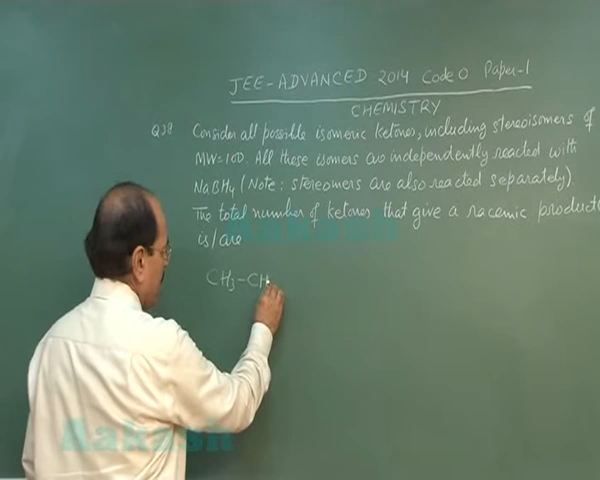 JEE-ADVANCED 2014 Code 0 Paper-1
CHEMISTRY
Q38 Consider all possible isomeric ketones, including stereoisomers of
MW=100. All these isomers are independently reacted with
NaBH4 (Note: stereomers are also reacted separately)
The total number of ketones that give a racemic product
is/are
CH3-CH
Aakash
Aakash